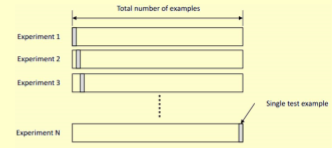 Total number of examples
Experiment 1
Experiment 2
Experiment 3
Single test example
Experiment N